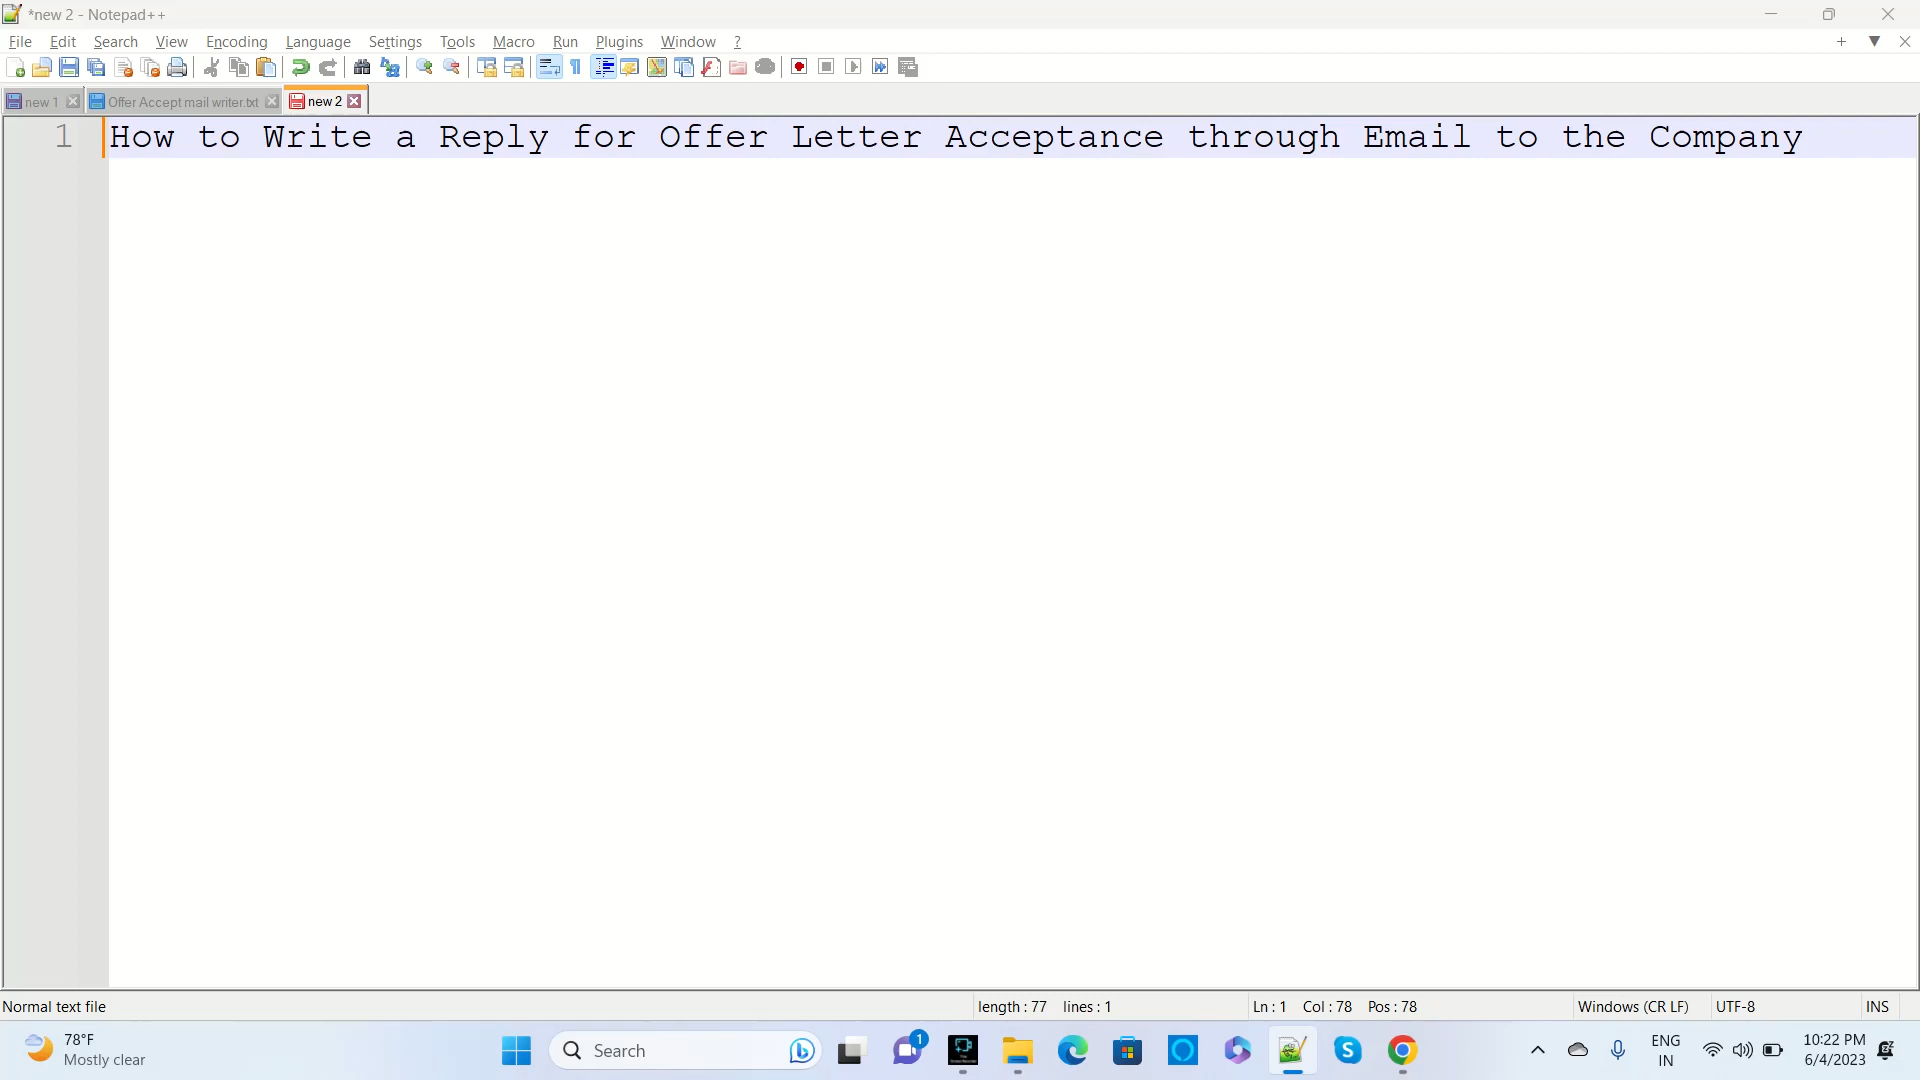 *new 2 - Notepad++
File Edit Search View Encoding Language Settings Tools Macro Run Plugins Window ?
new 1 Offer Accept mail writer.txt new 2
1 How to Write a Reply for Offer Letter Acceptance through Email to the Company
Normal text file length : 77 lines : 1 Ln : 1 Col : 78 Pos : 78 Windows (CR LF) UTF-8 INS
78°F
Mostly clear
Search
1
ENG
IN
10:22 PM
6/4/2023